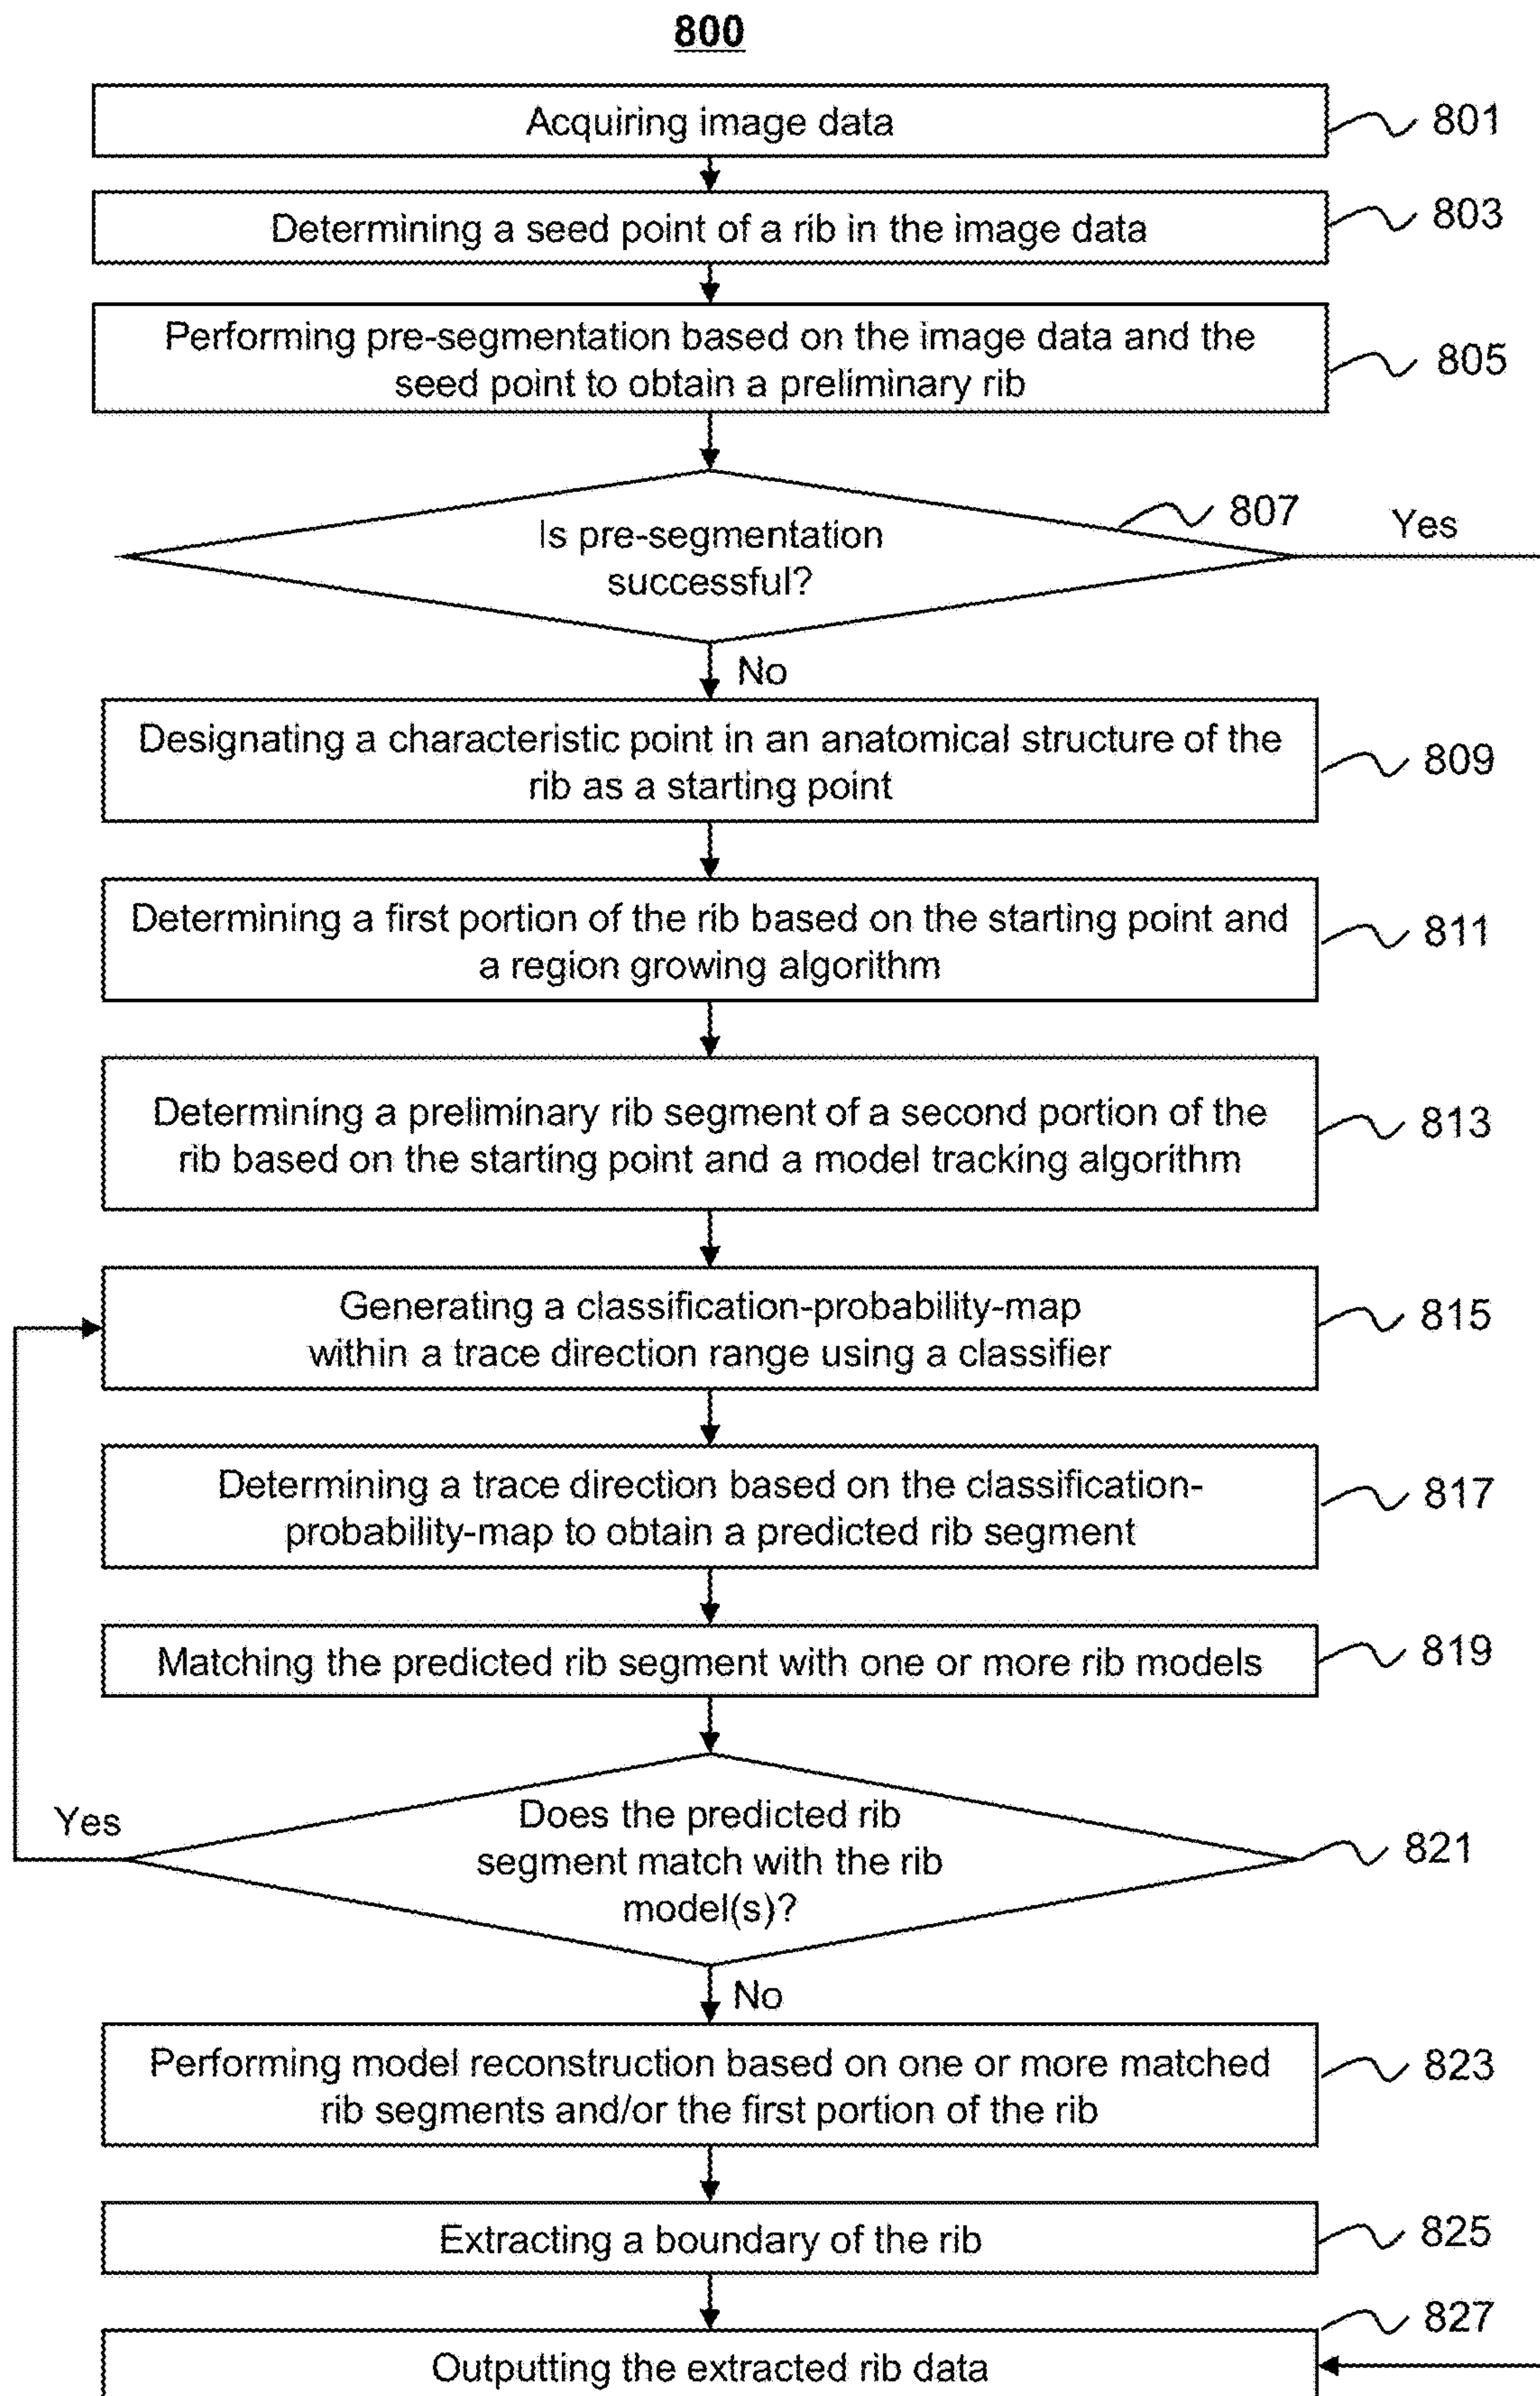 800
Acquiring image data
801
Determining a seed point of a rib in the image data
803
Performing pre-segmentation based on the image data and the
seed point to obtain a preliminary rib
805
Is pre-segmentation
successful?
807
Yes
No
Designating a characteristic point in an anatomical structure of the
rib as a starting point
809
Determining a first portion of the rib based on the starting point and
a region growing algorithm
811
Determining a preliminary rib segment of a second portion of the
rib based on the starting point and a model tracking algorithm
813
Generating a classification-probability-map
within a trace direction range using a classifier
815
Determining a trace direction based on the classification-
probability-map to obtain a predicted rib segment
817
Matching the predicted rib segment with one or more rib models
819
Yes
Does the predicted rib
segment match with the rib
model(s)?
821
No
Performing model reconstruction based on one or more matched
rib segments and/or the first portion of the rib
823
Extracting a boundary of the rib
825
Outputting the extracted rib data
827